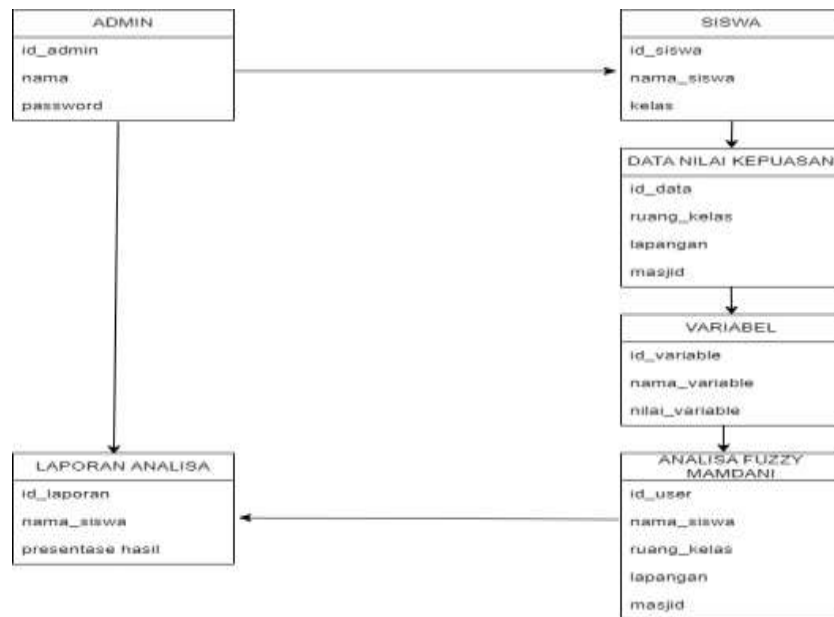 ADMIN
id_admin
nama
password
SISWA
id_siswa
nama_siswa
kelas
DATA NILAI KEPUASAN
id_data
ruang_kelas
lapangan
masjid
VARIABEL
id_variable
nama_variable
nilai_variable
LAPORAN ANALISA
id_laporan
nama_siswa
presentase hasil
ANALISA FUZZY
MAMDANI
id_user
nama_siswa
ruang_kelas
lapangan
masjid